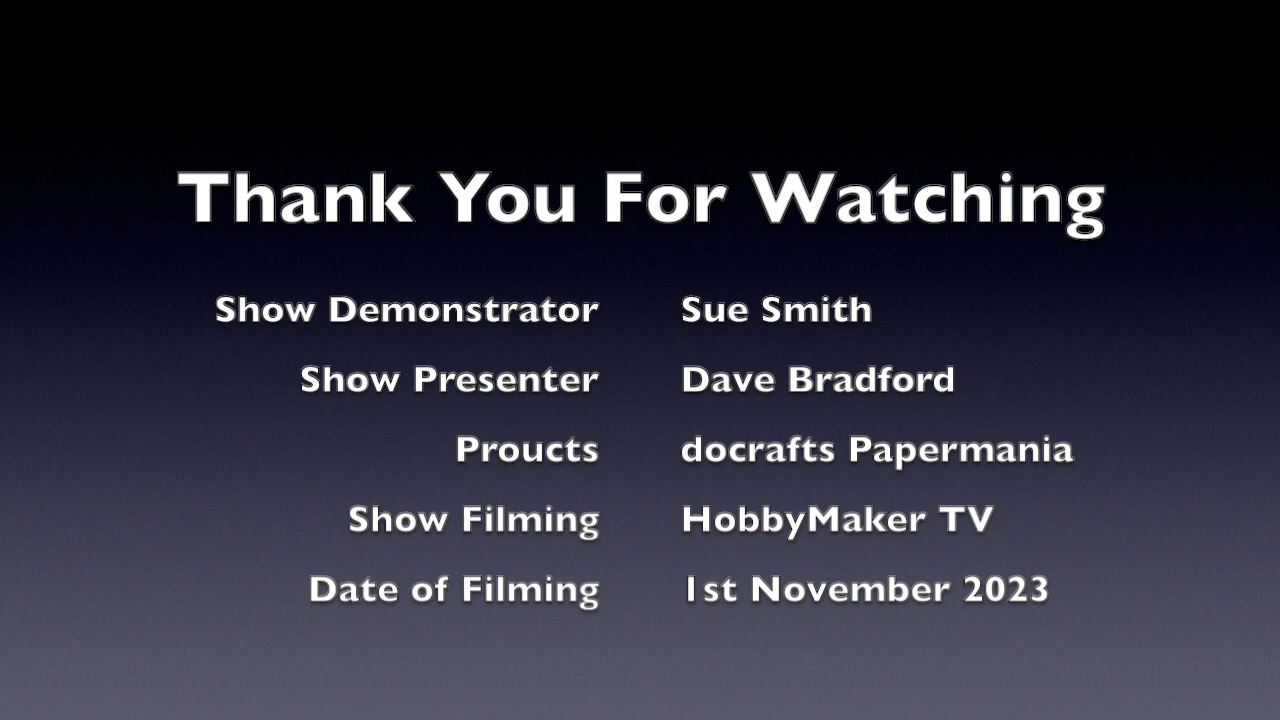 Thank You For Watching
Show Demonstrator Sue Smith
Show Presenter Dave Bradford
Proucts docrafts Papermania
Show Filming HobbyMaker TV
Date of Filming 1st November 2023